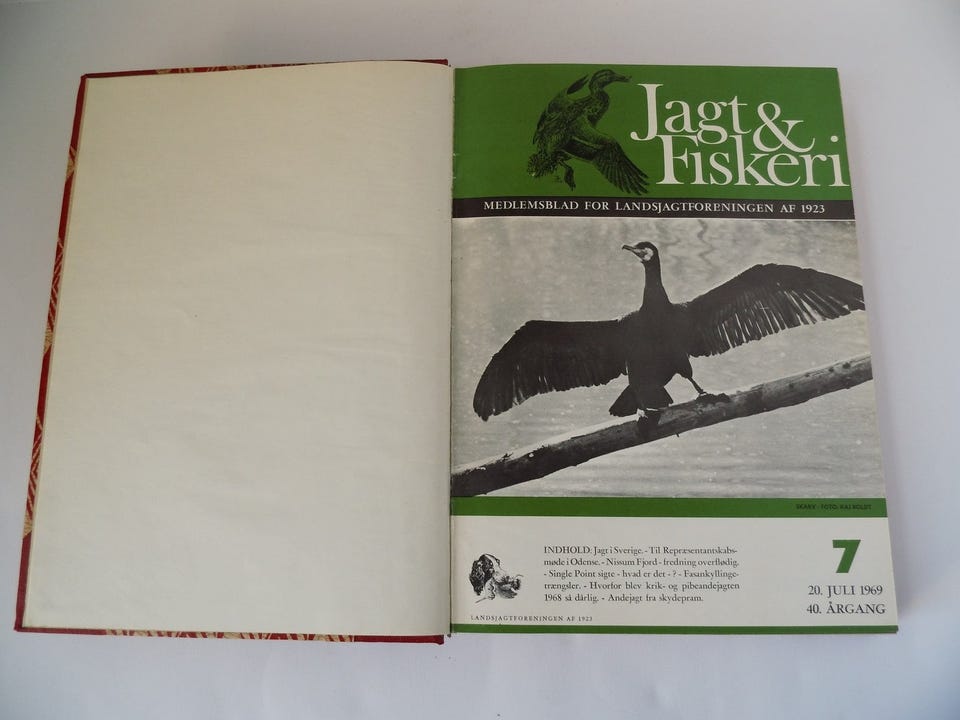 Jagt &
Fiskeri
MEDLEMSBLAD FOR LANDSJAGTFORENINGEN AF 1923
SKARV · FOTO: KAJ BOLDT
INDHOLD: Jagt i Sverige. - Til Repræsentantskabs-
møde i Odense. - Nissum Fjord - fredning overflødig.
- Single Point sigte - hvad er det - ? - Fasankyllinge-
trængsler. - Hvorfor blev krik- og pibeandejagten
1968 så dårlig. - Andejagt fra skydepram.
7
20. JULI 1969
40. ÅRGANG
LANDSJAGTFORENINGEN AF 1923